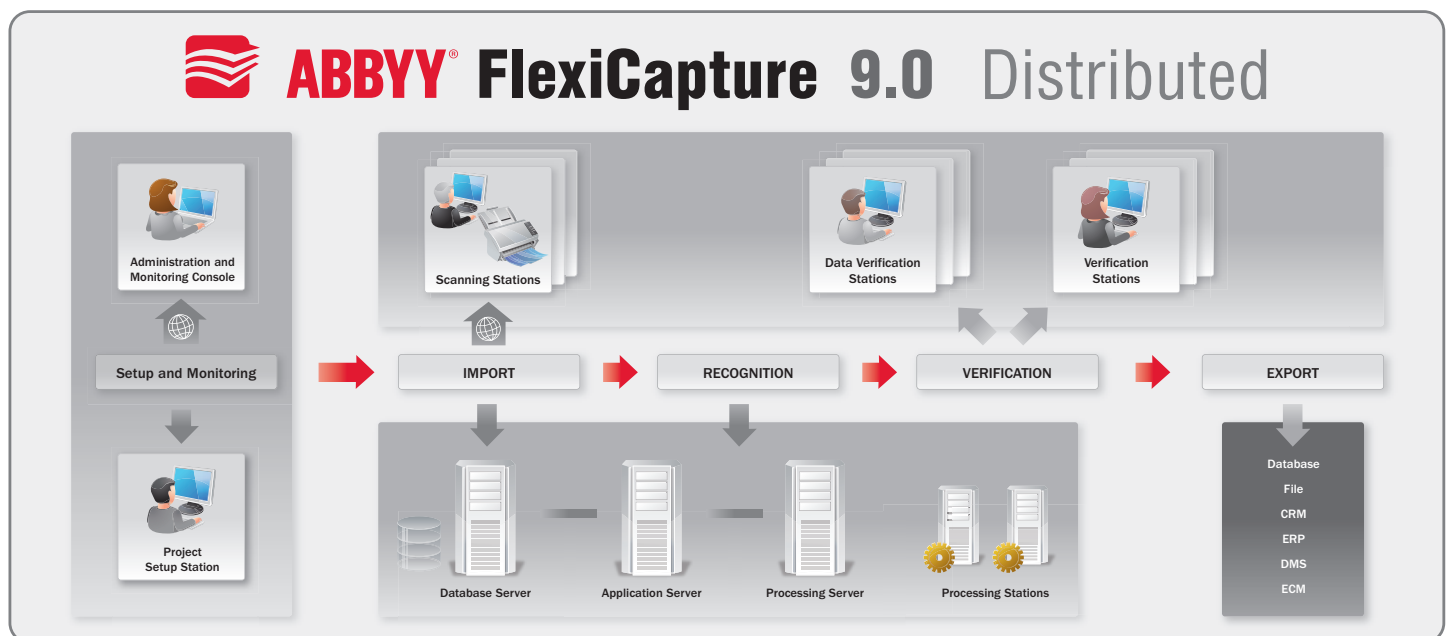 ABBYY® FlexiCapture 9.0 Distributed
Administration and
Monitoring Console
Scanning Stations
Data Verification
Stations
Verification
Stations
Setup and Monitoring
IMPORT
RECOGNITION
VERIFICATION
EXPORT
Project
Setup Station
Database Server
Application Server
Processing Server
Processing Stations
Database
File
CRM
ERP
DMS
ECM